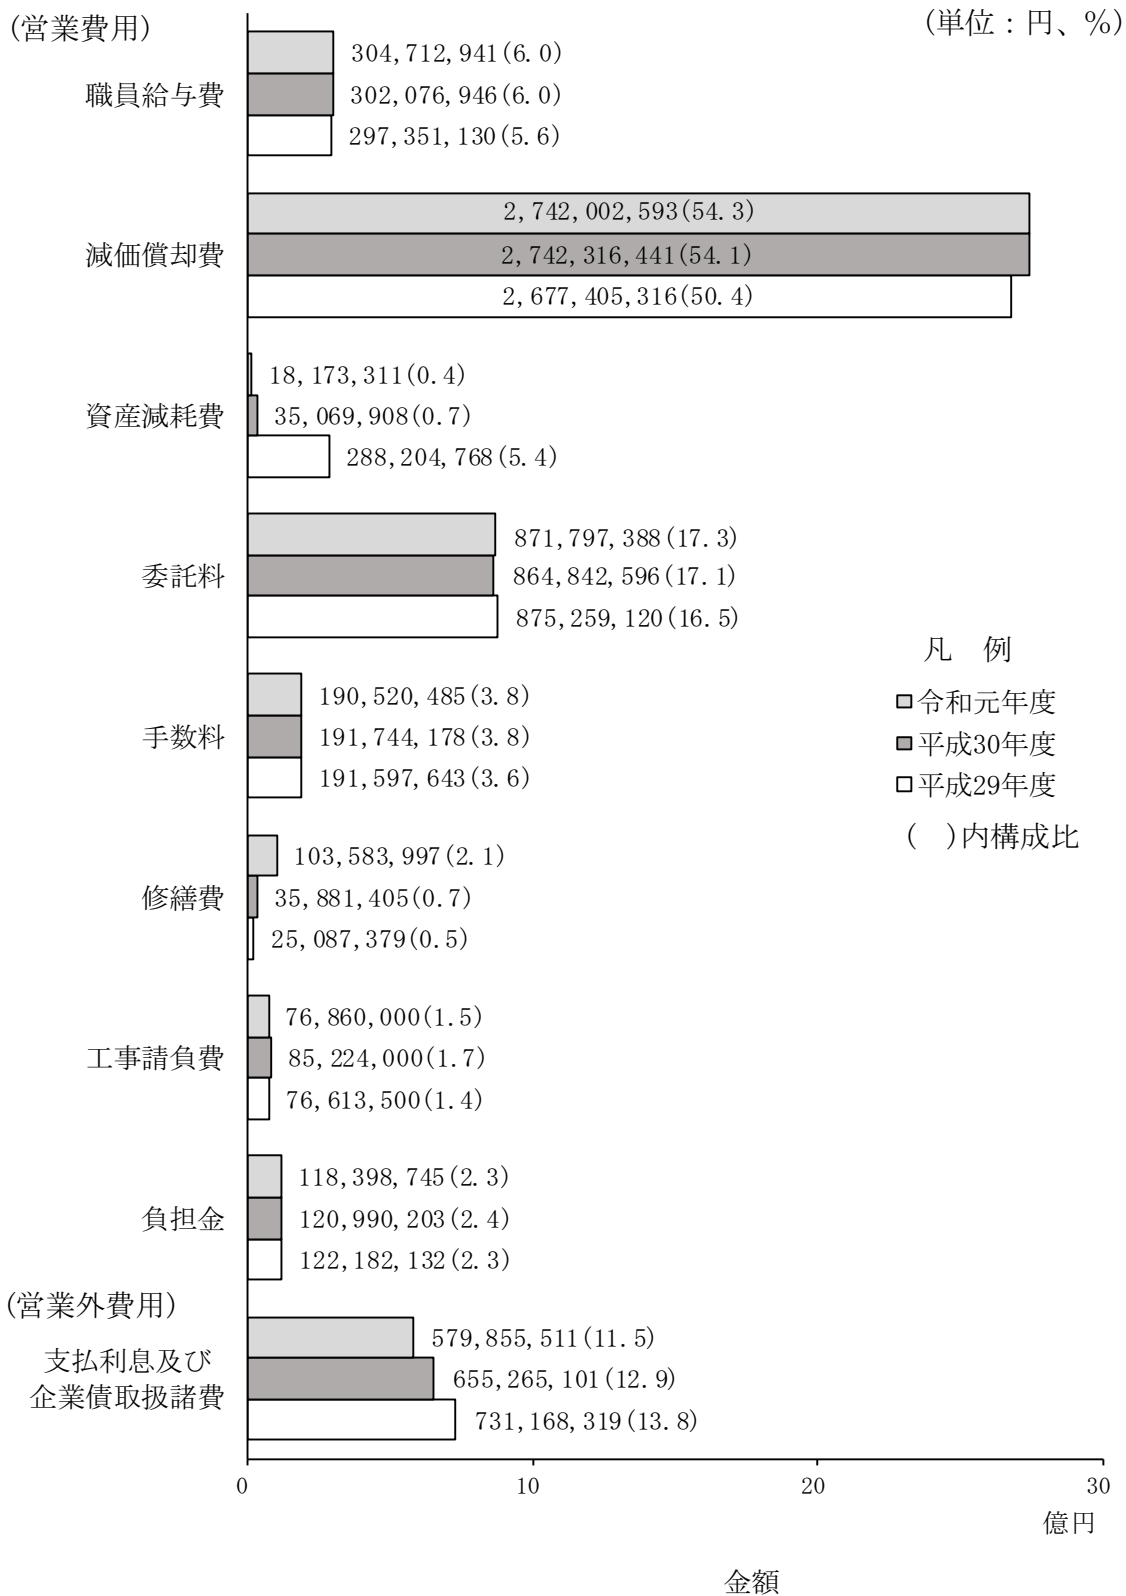 (営業費用)
(単位：円、%)
職員給与費
304,712,941(6.0)
302,076,946(6.0)
297,351,130(5.6)
減価償却費
2,742,002,593(54.3)
2,742,316,441(54.1)
2,677,405,316(50.4)
資産減耗費
18,173,311(0.4)
35,069,908(0.7)
288,204,768(5.4)
委託料
871,797,388(17.3)
864,842,596(17.1)
875,259,120(16.5)
手数料
190,520,485(3.8)
191,744,178(3.8)
191,597,643(3.6)
修繕費
103,583,997(2.1)
35,881,405(0.7)
25,087,379(0.5)
工事請負費
76,860,000(1.5)
85,224,000(1.7)
76,613,500(1.4)
負担金
118,398,745(2.3)
120,990,203(2.4)
122,182,132(2.3)
(営業外費用)
支払利息及び
企業債取扱諸費
579,855,511(11.5)
655,265,101(12.9)
731,168,319(13.8)
凡　例
令和元年度
平成30年度
平成29年度
(　)内構成比
0
10
20
30
億円
金額